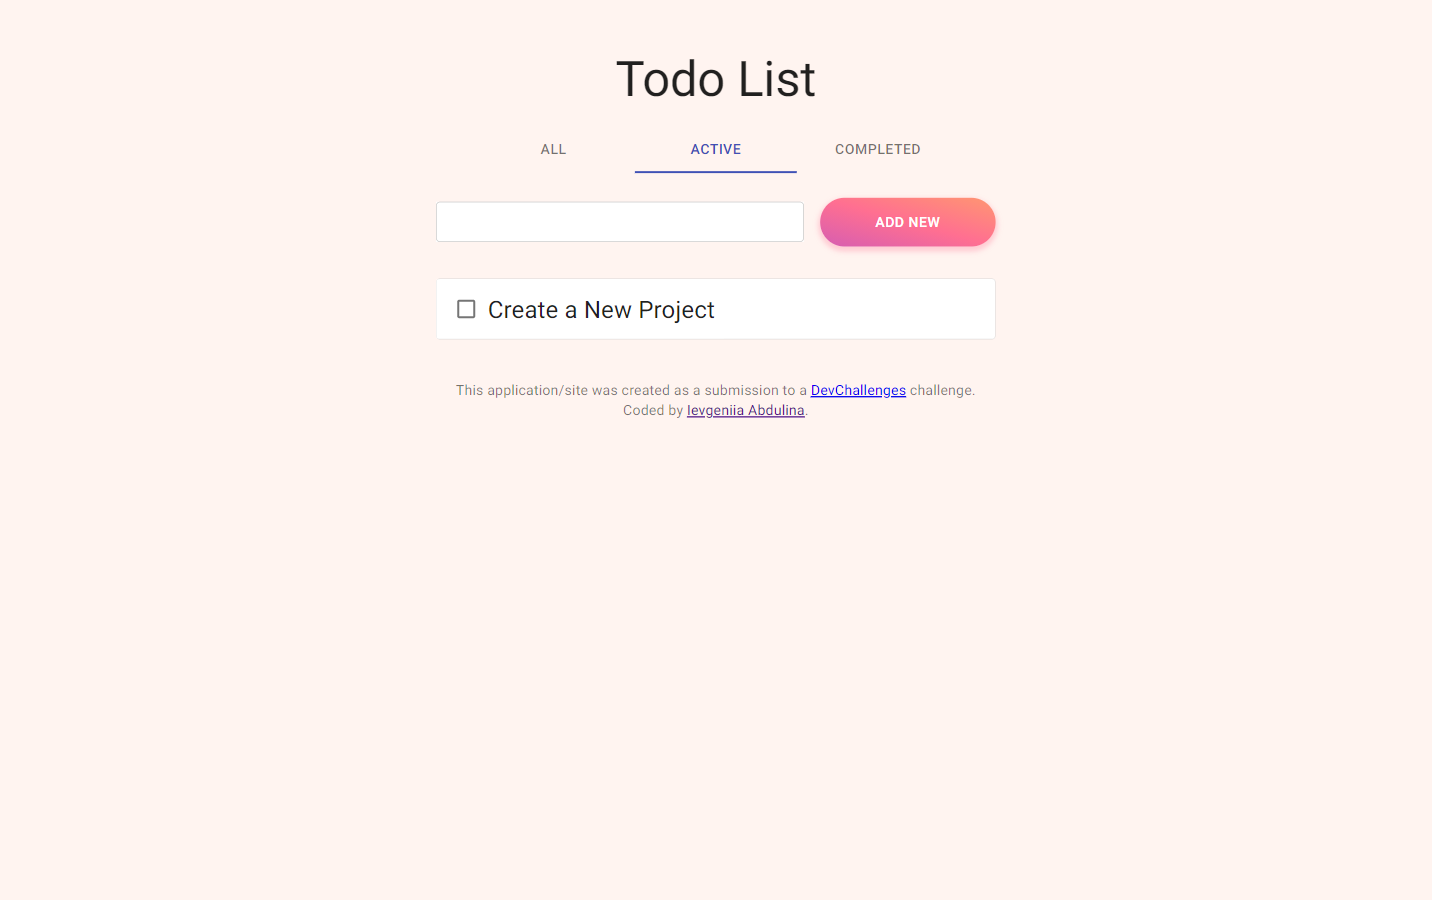 Todo List
ALL ACTIVE COMPLETED
ADD NEW
Create a New Project
This application/site was created as a submission to a DevChallenges challenge.
Coded by Ievgeniia Abdulina.